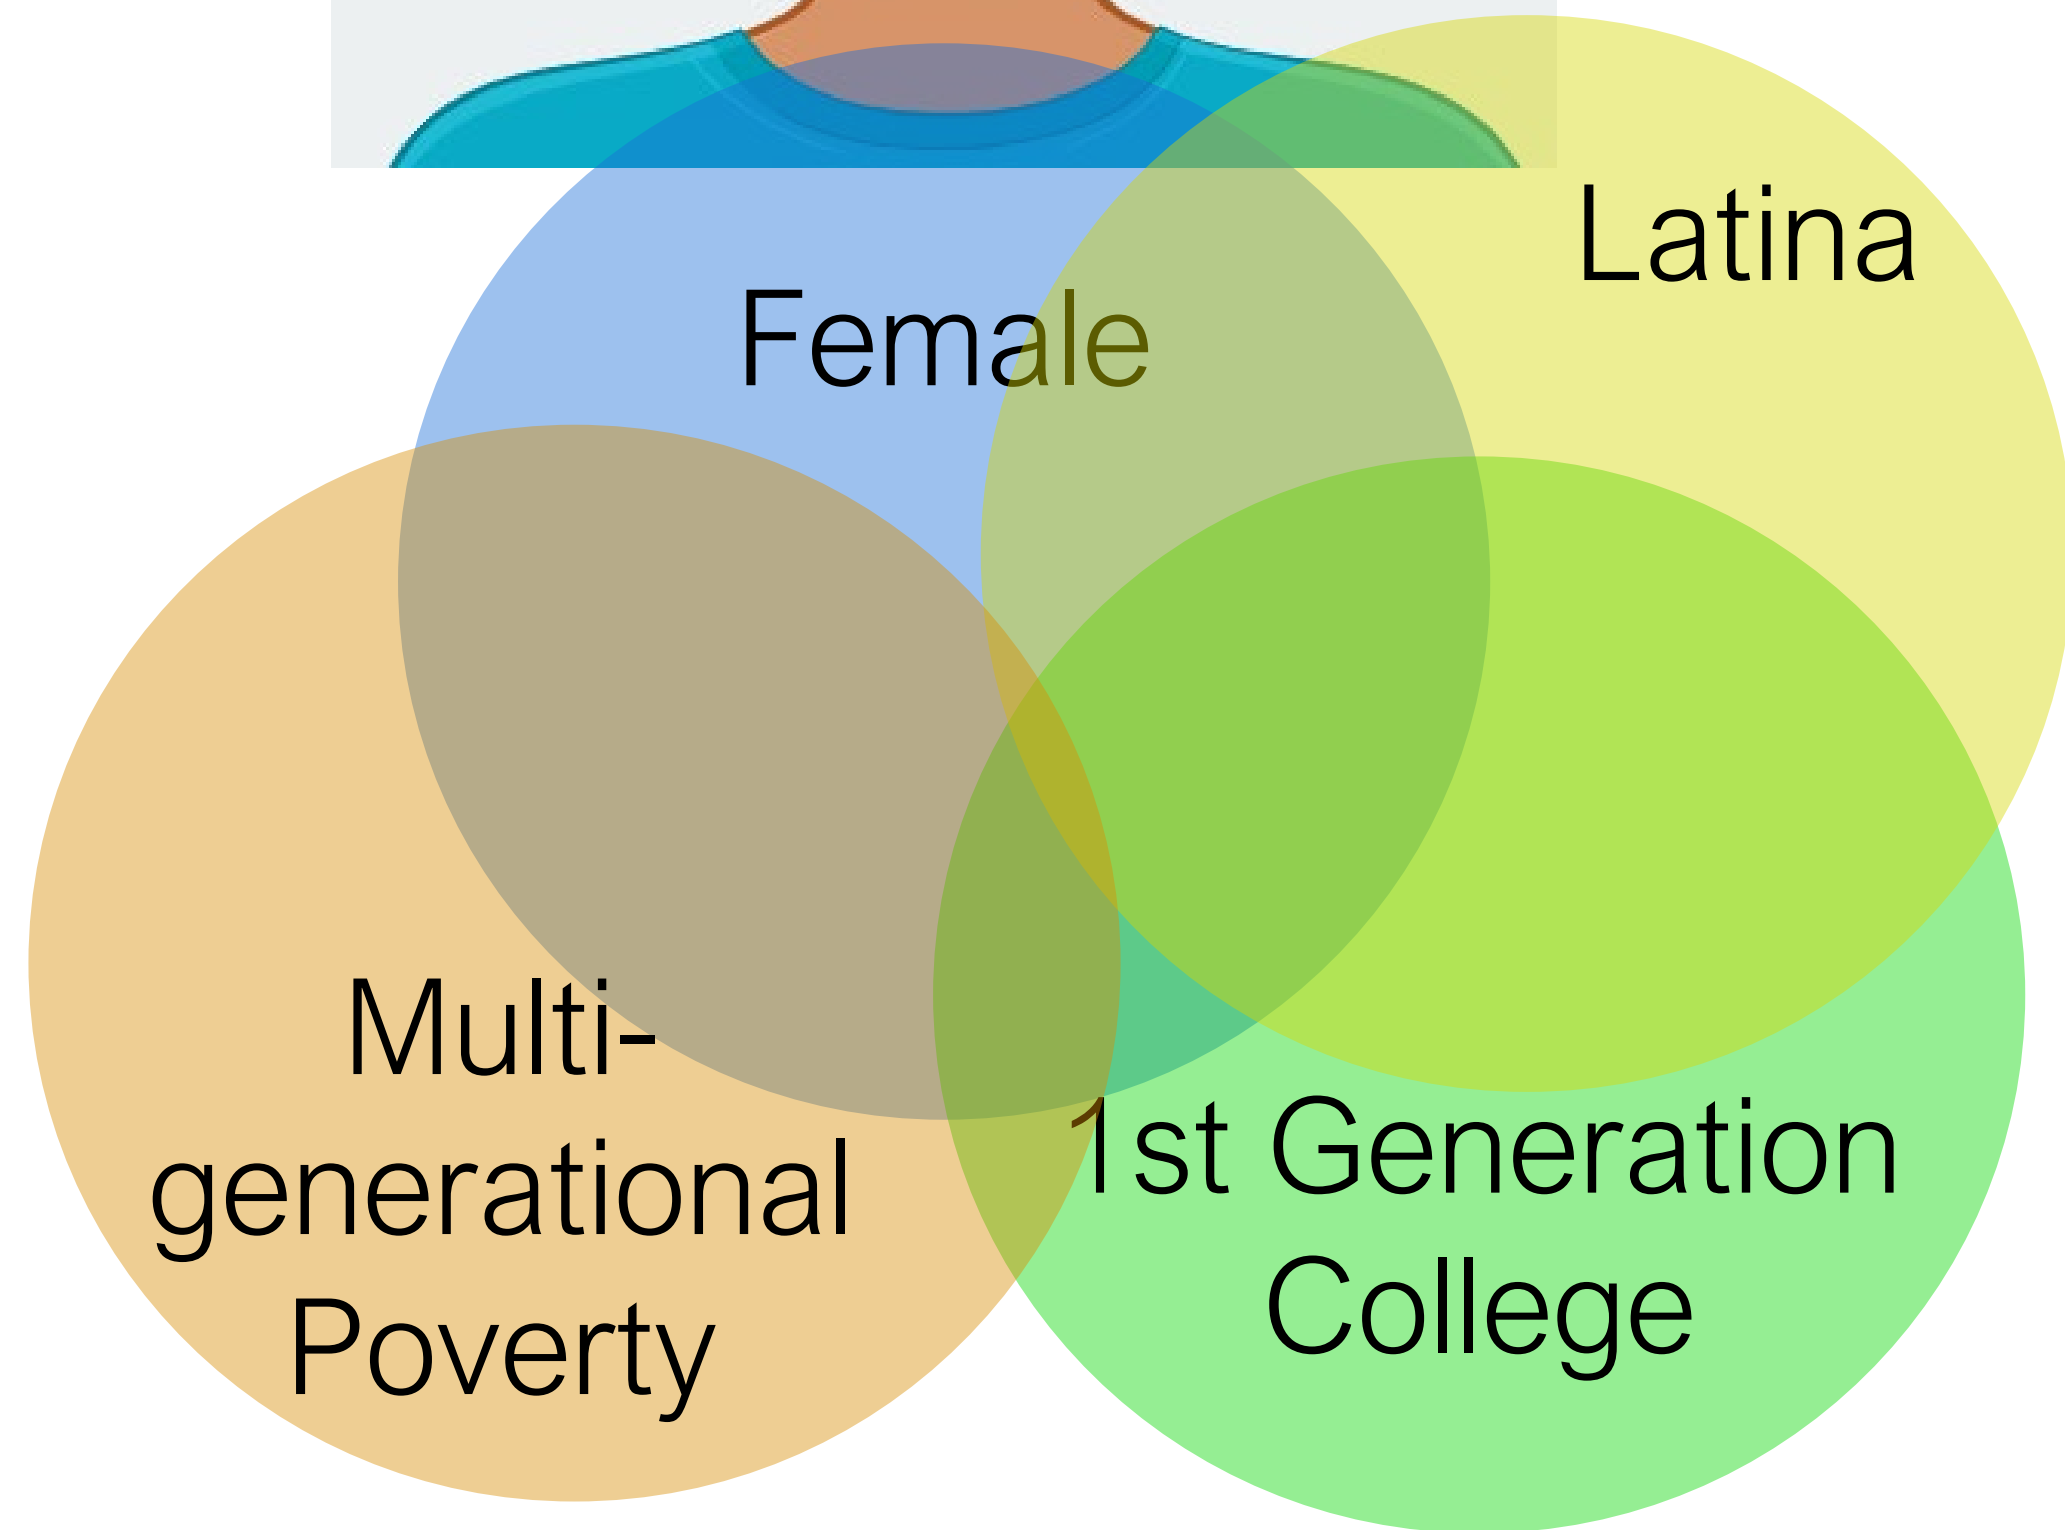 Latina
Female
Multi-
generational
Poverty
1st Generation
College